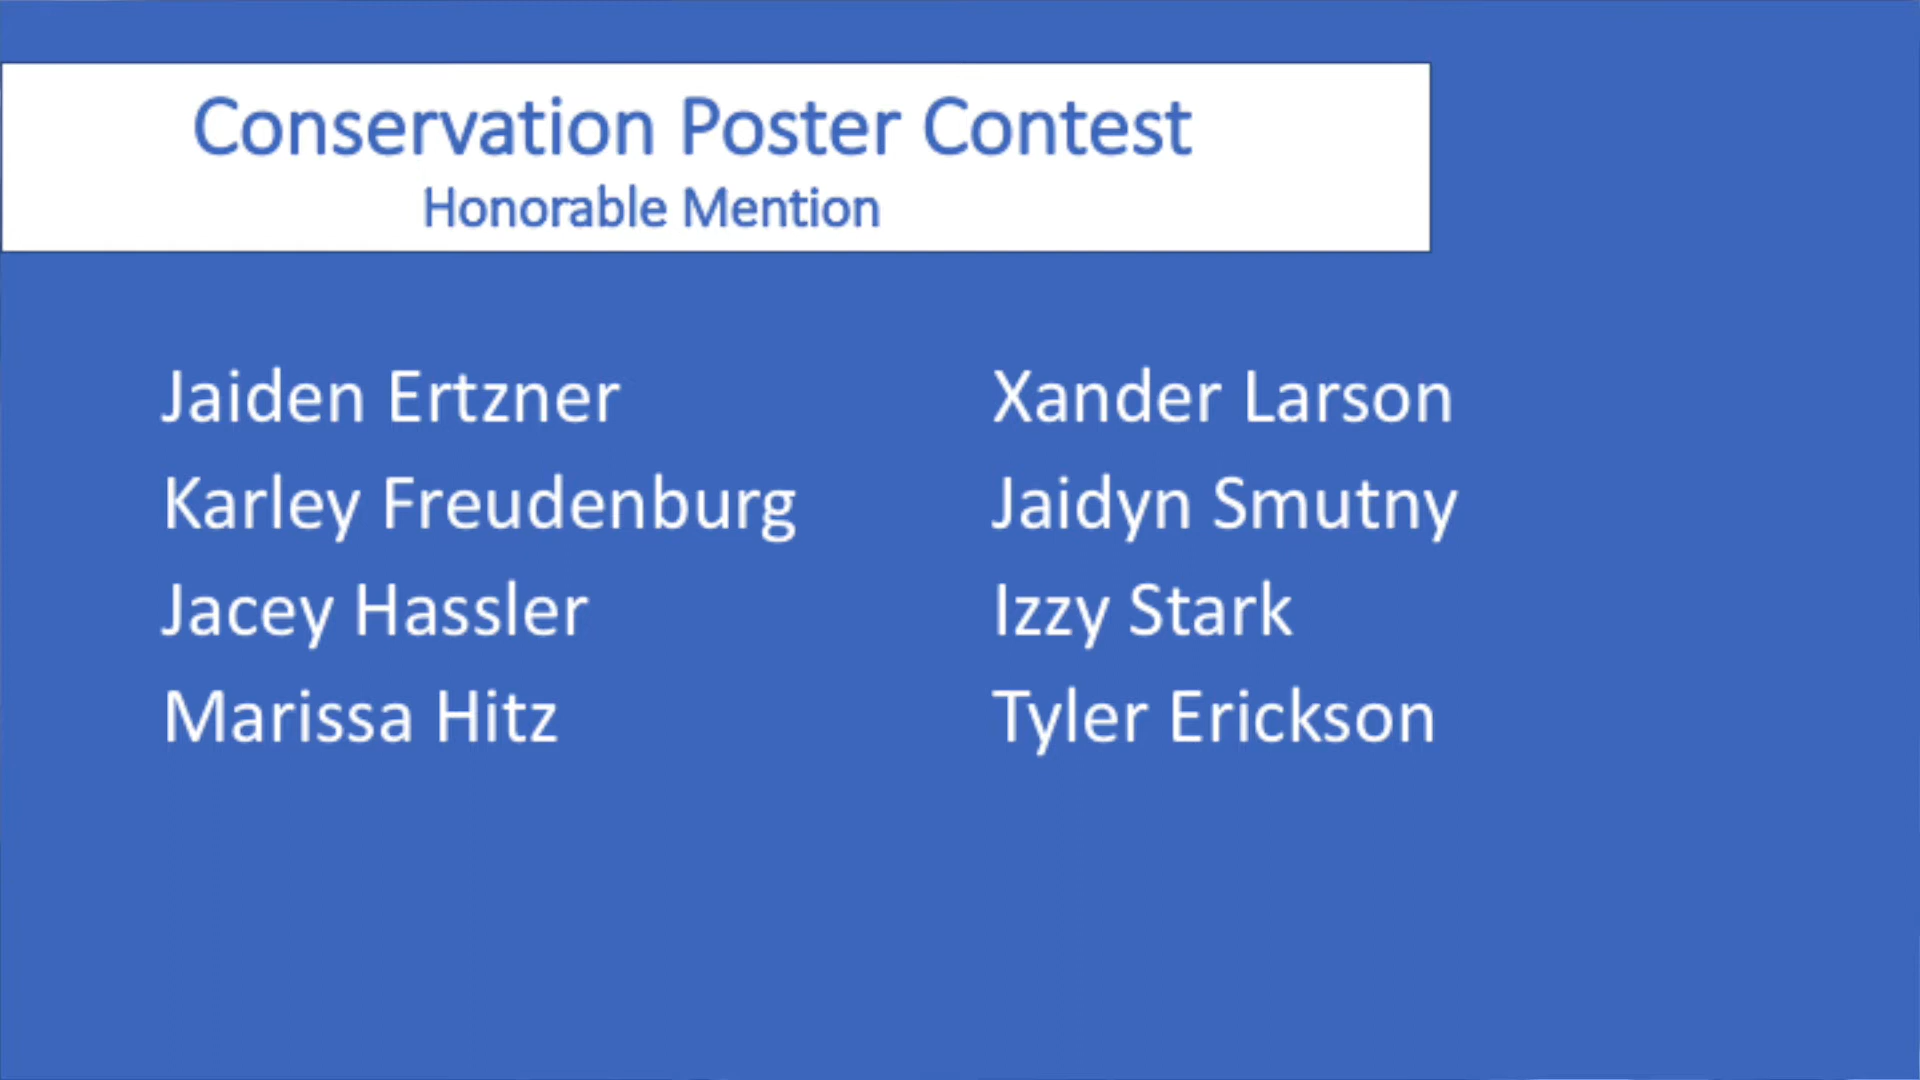 Conservation Poster Contest
Honorable Mention
Jaiden Ertzner
Karley Freudenburg
Jacey Hassler
Marissa Hitz
Xander Larson
Jaidyn Smutny
Izzy Stark
Tyler Erickson